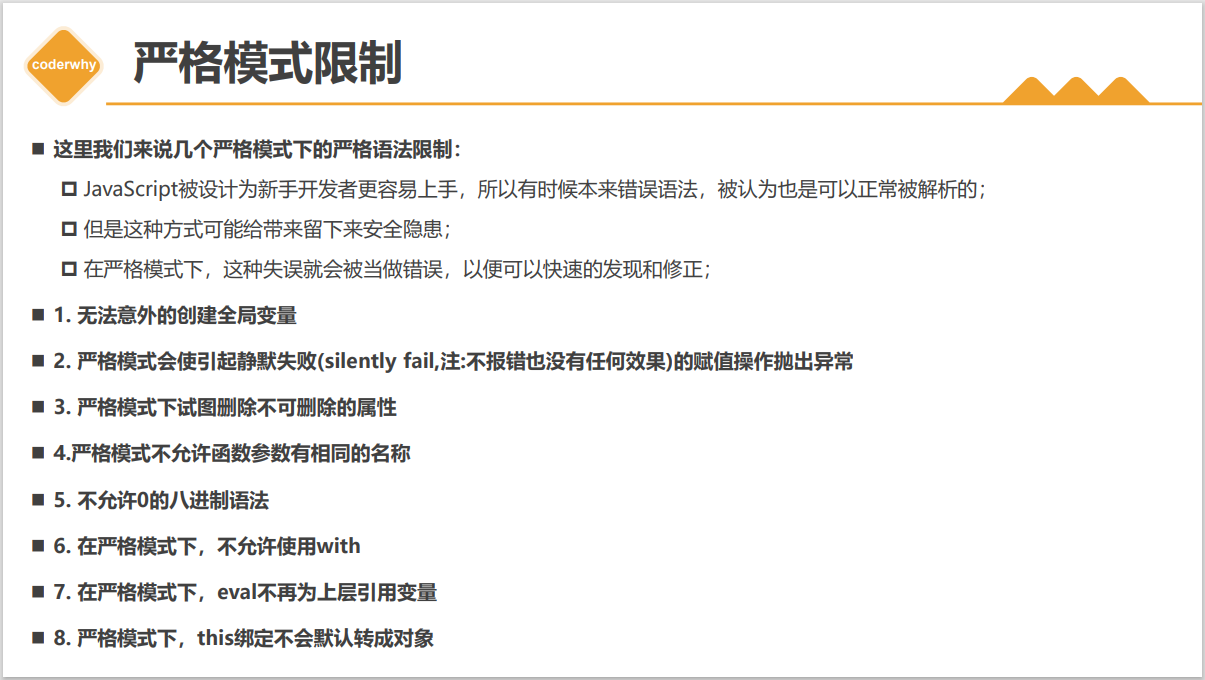 coderwhy
严格模式限制
这里我们来说几个严格模式下的严格语法限制：
JavaScript被设计为新手开发者更容易上手，所以有时候本来错误语法，被认为也是可以正常被解析的；
但是这种方式可能给带来留下来安全隐患；
在严格模式下，这种失误就会被当做错误，以便可以快速的发现和修正；
1. 无法意外的创建全局变量
2. 严格模式会使引起静默失败(silently fail,注:不报错也没有任何效果)的赋值操作抛出异常
3. 严格模式下试图删除不可删除的属性
4.严格模式不允许函数参数有相同的名称
5. 不允许0的八进制语法
6. 在严格模式下，不允许使用with
7. 在严格模式下，eval不再为上层引用变量
8. 严格模式下，this绑定不会默认转成对象